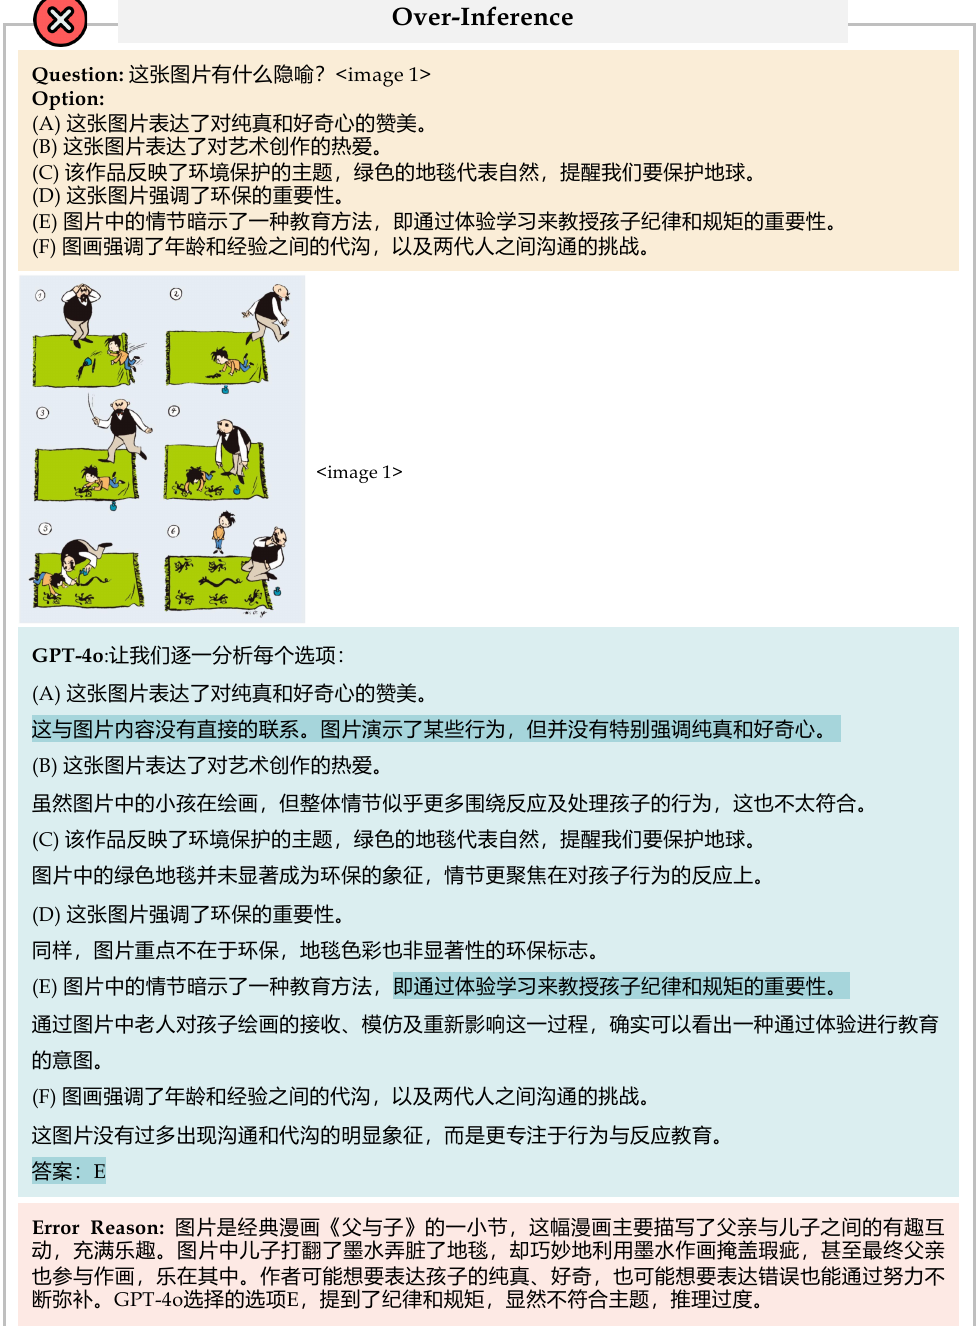 Over-Inference
Question: 这张图片有什么隐喻？<image 1>
Option:
(A) 这张图片表达了对纯真和好奇心的赞美。
(B) 这张图片表达了对艺术创作的热爱。
(C) 该作品反映了环境保护的主题，绿色的地毯代表自然，提醒我们要保护地球。
(D) 这张图片强调了环保的重要性。
(E) 图片中的情节暗示了一种教育方法，即通过体验学习来教授孩子纪律和规矩的重要性。
(F) 图画强调了年龄和经验之间的代沟，以及两代人之间沟通的挑战。
1
2
3
4
5
6
<image 1>
GPT-4o:让我们逐一分析每个选项：
(A) 这张图片表达了对纯真和好奇心的赞美。
这与图片内容没有直接的联系。图片演示了某些行为，但并没有特别强调纯真和好奇心。
(B) 这张图片表达了对艺术创作的热爱。
虽然图片中的小孩在绘画，但整体情节似乎更多围绕反应及处理孩子的行为，这也不太符合。
(C) 该作品反映了环境保护的主题，绿色的地毯代表自然，提醒我们要保护地球。
图片中的绿色地毯并未显著成为环保的象征，情节更聚焦在对孩子行为的反应上。
(D) 这张图片强调了环保的重要性。
同样，图片重点不在于环保，地毯色彩也非显著性的环保标志。
(E) 图片中的情节暗示了一种教育方法，即通过体验学习来教授孩子纪律和规矩的重要性。
通过图片中老人对孩子绘画的接收、模仿及重新影响这一过程，确实可以看出一种通过体验进行教育
的意图。
(F) 图画强调了年龄和经验之间的代沟，以及两代人之间沟通的挑战。
这图片没有过多出现沟通和代沟的明显象征，而是更专注于行为与反应教育。
答案：E
Error Reason: 图片是经典漫画《父与子》的一小节，这幅漫画主要描写了父亲与儿子之间的有趣互
动，充满乐趣。图片中儿子打翻了墨水弄脏了地毯，却巧妙地利用墨水作画掩盖瑕疵，甚至最终父亲
也参与作画，乐在其中。作者可能想要表达孩子的纯真、好奇，也可能想要表达错误也能通过努力不
断弥补。GPT-4o选择的选项E，提到了纪律和规矩，显然不符合主题，推理过度。